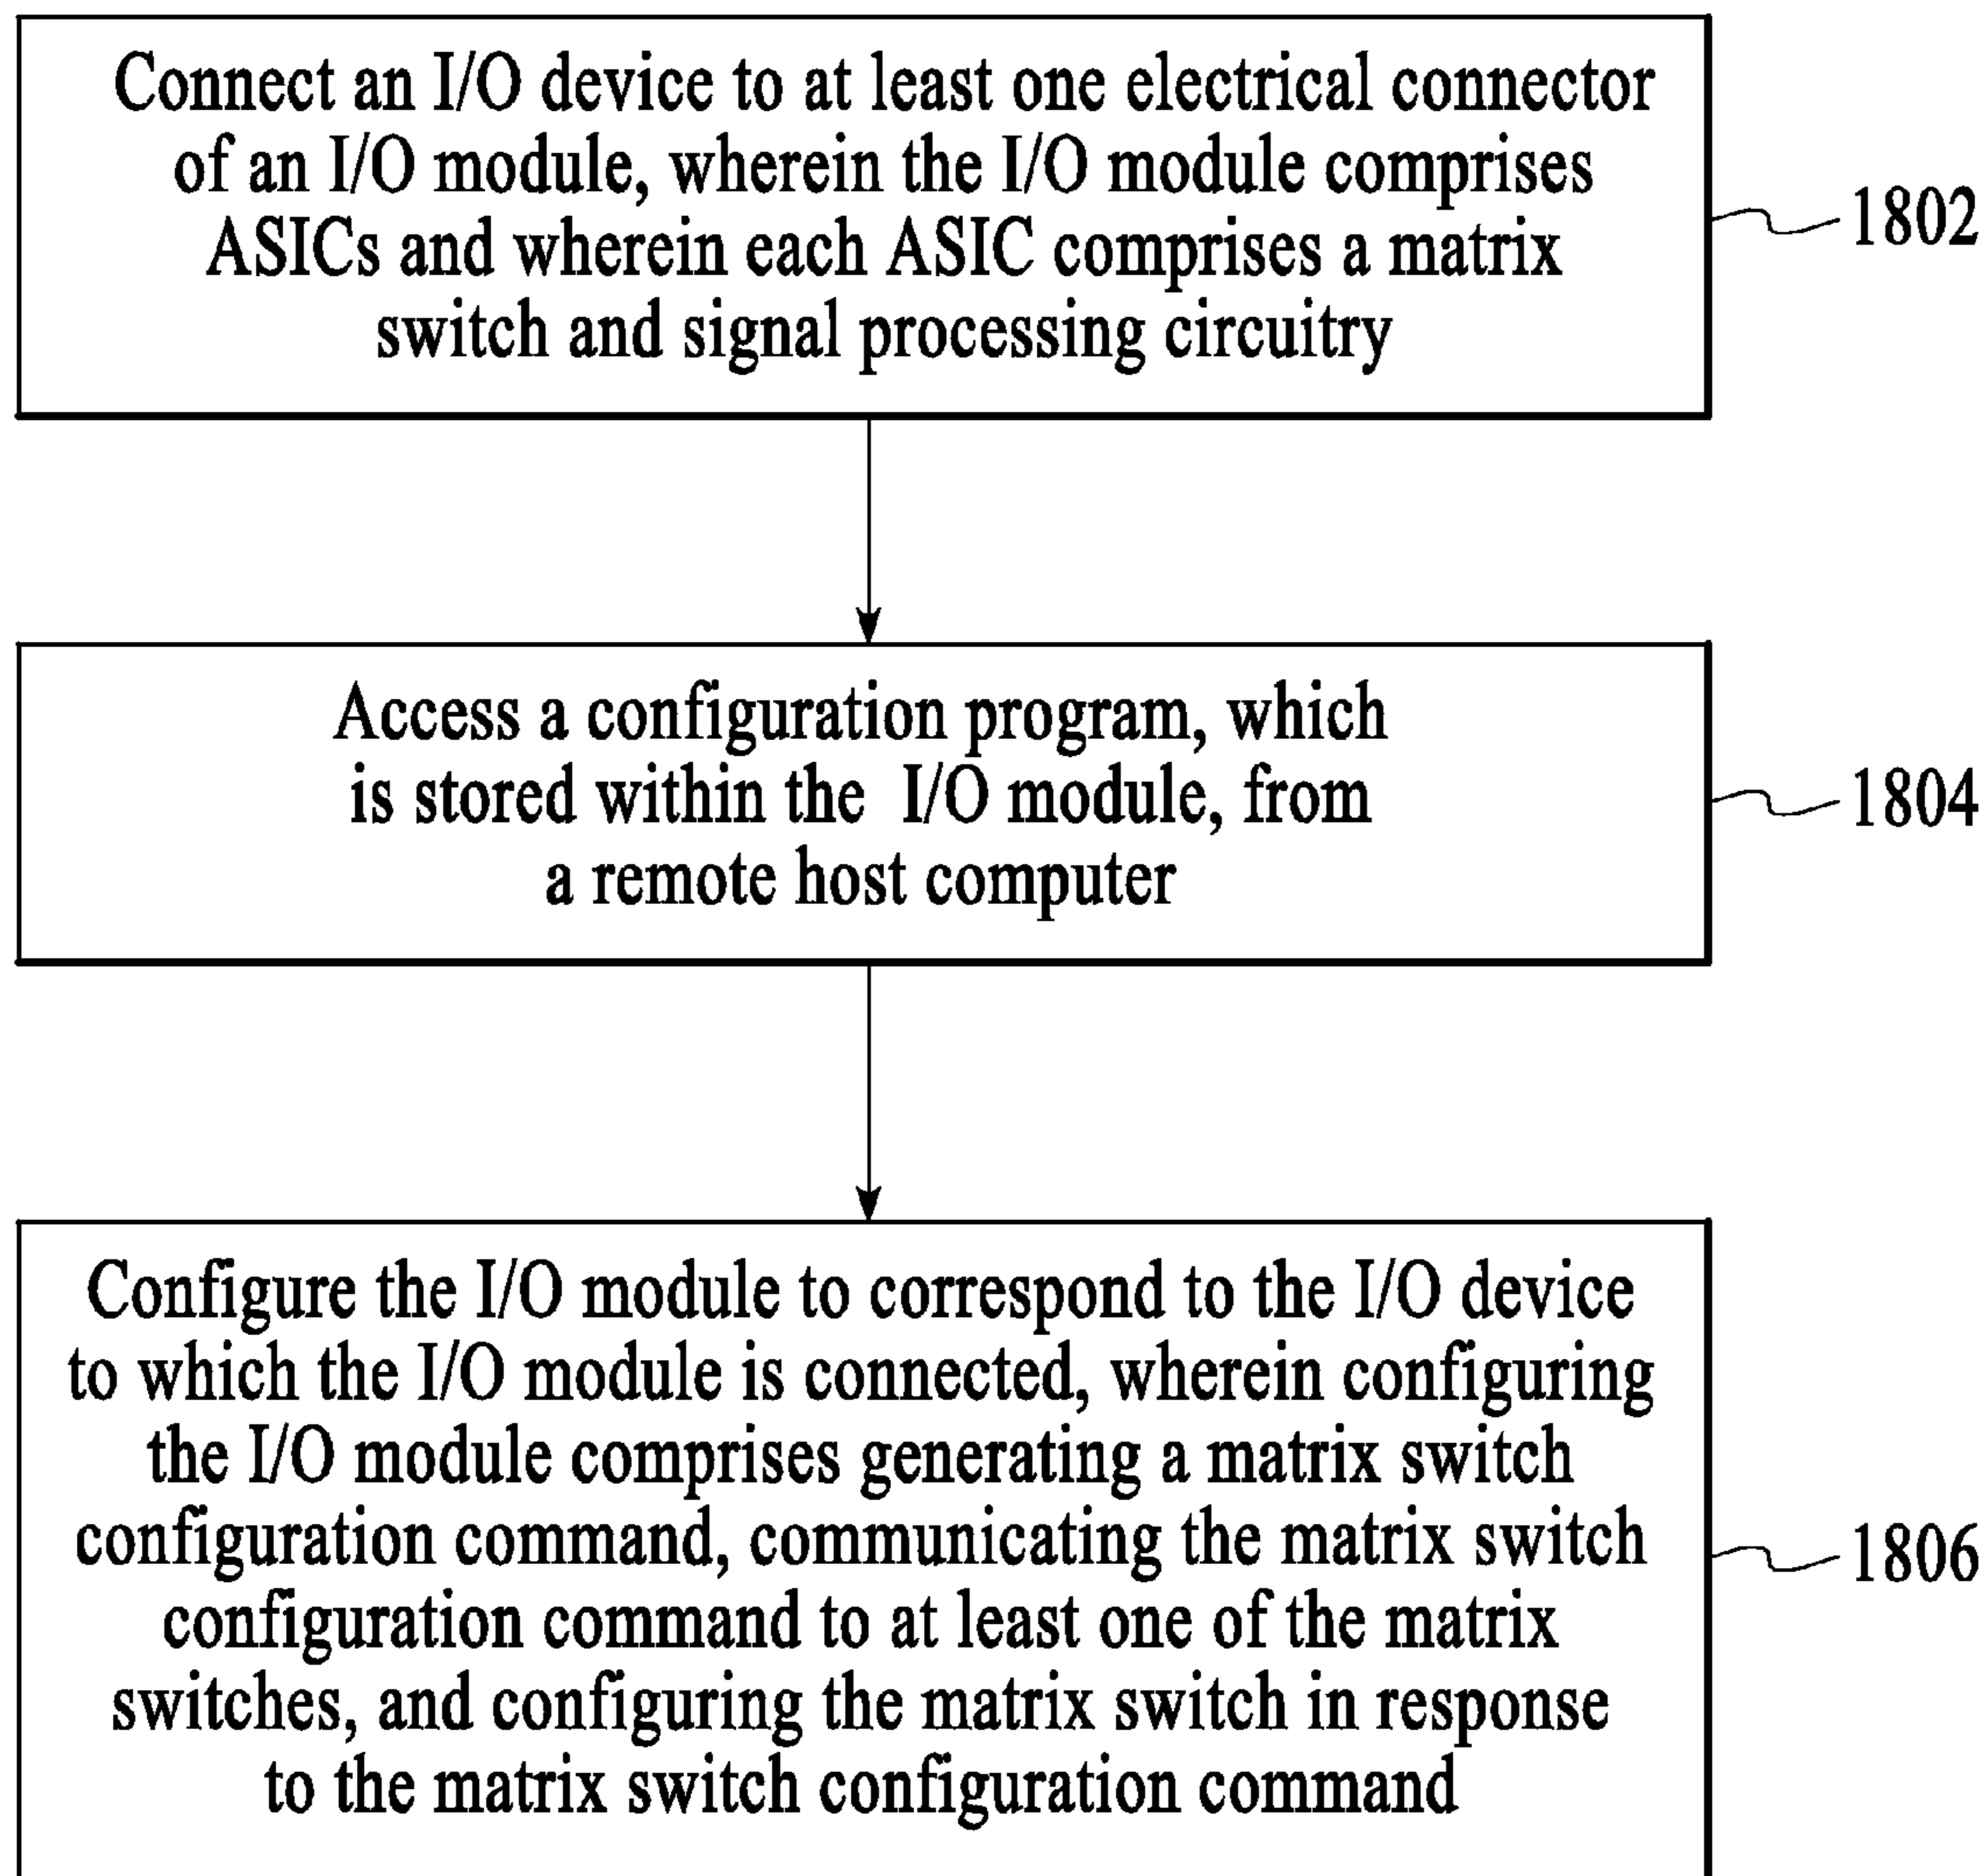 Connect an I/O device to at least one electrical connector
of an I/O module, wherein the I/O module comprises
ASICs and wherein each ASIC comprises a matrix
switch and signal processing circuitry
1802
Access a configuration program, which
is stored within the I/O module, from
a remote host computer
1804
Configure the I/O module to correspond to the I/O device
to which the I/O module is connected, wherein configuring
the I/O module comprises generating a matrix switch
configuration command, communicating the matrix switch
configuration command to at least one of the matrix
switches, and configuring the matrix switch in response
to the matrix switch configuration command
1806